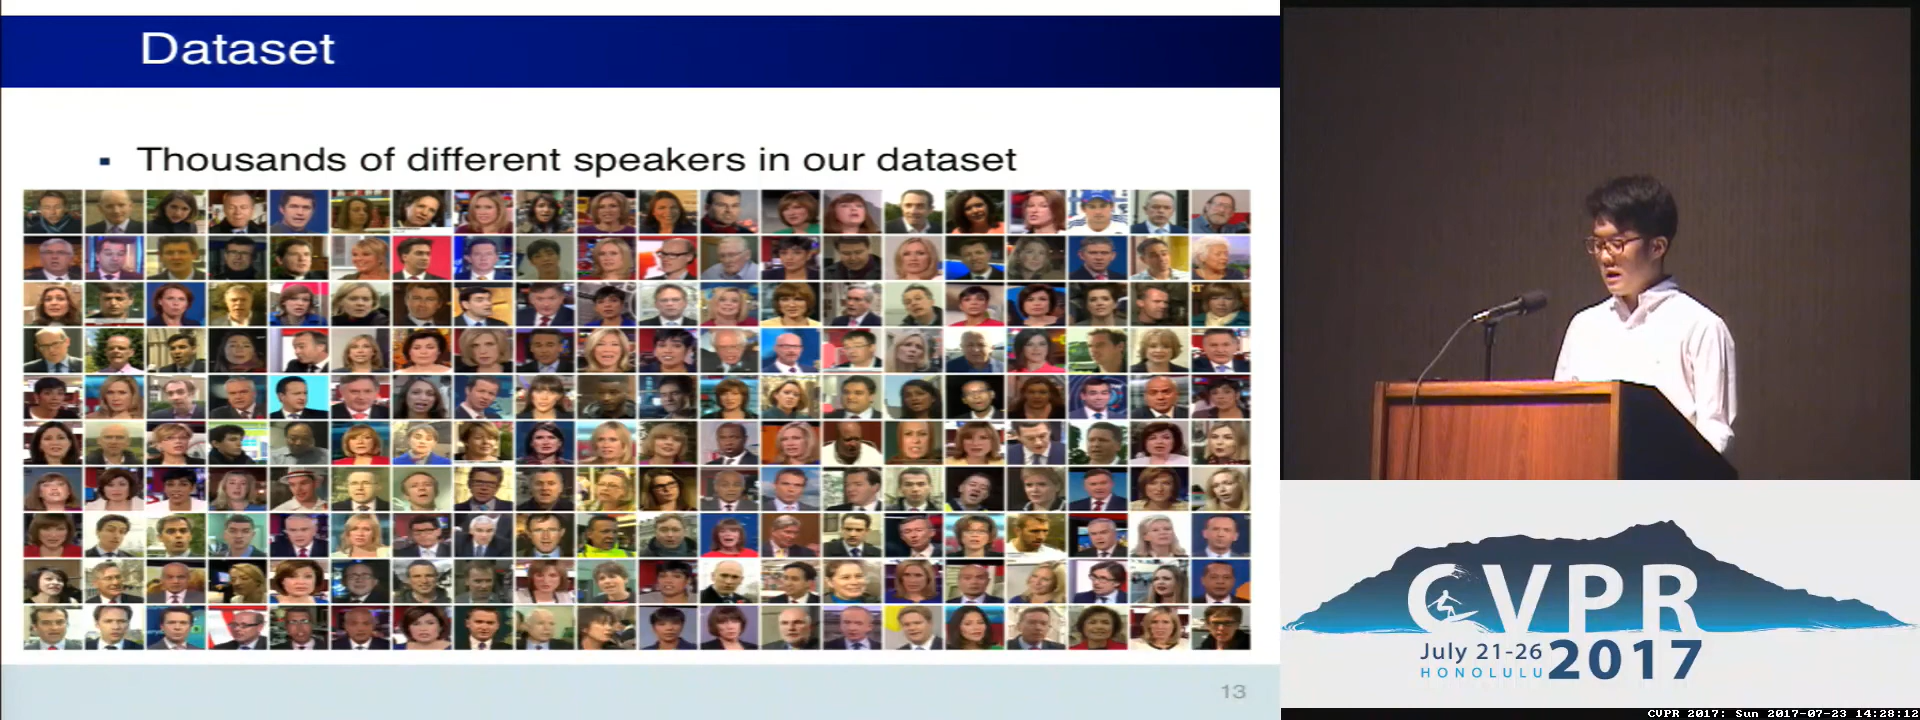 Dataset
Thousands of different speakers in our dataset
13
CVPR
July 21-26
HONOLULU
2017
CVPR 2017: Sun 2017-07-23 14:28:12